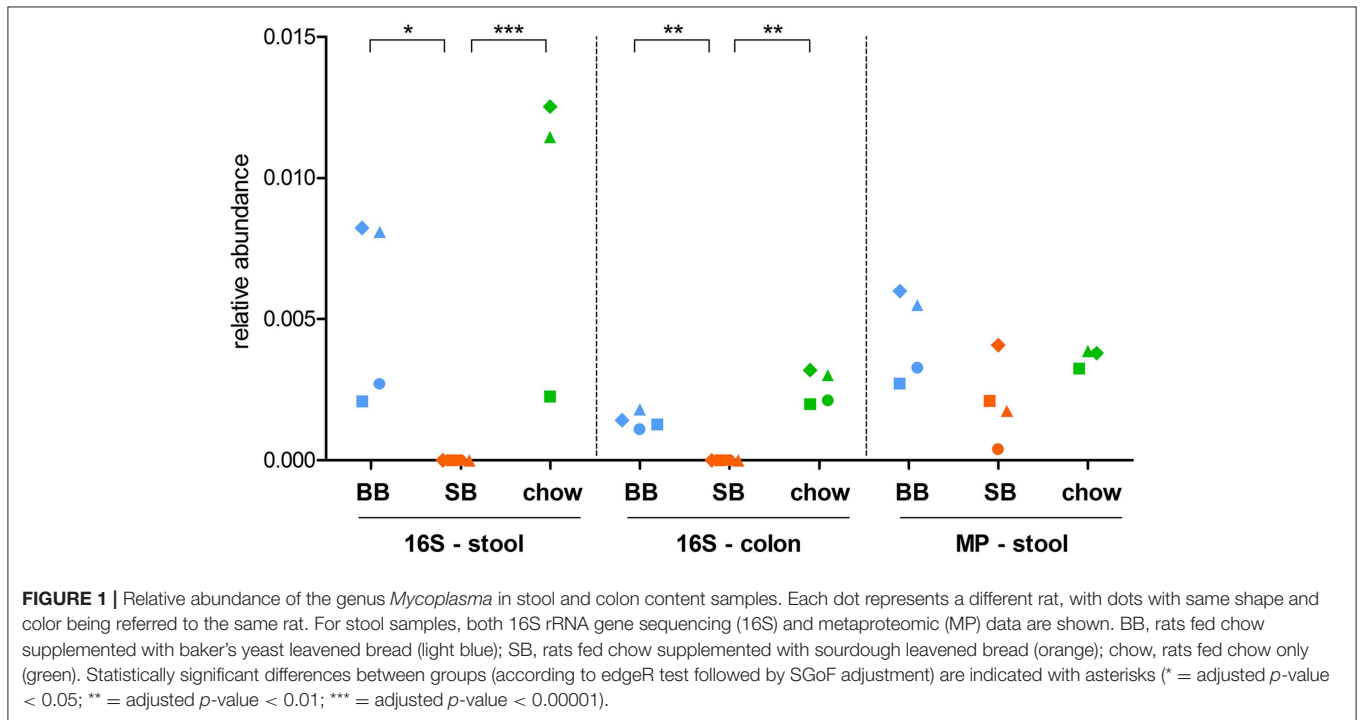 * *** ** **
0.015
0.010
0.005
0.000
relative abundance
BB SB chow BB SB chow BB SB chow
16S - stool 16S - colon MP - stool
FIGURE 1 | Relative abundance of the genus Mycoplasma in stool and colon content samples. Each dot represents a different rat, with dots with same shape and
color being referred to the same rat. For stool samples, both 16S rRNA gene sequencing (16S) and metaproteomic (MP) data are shown. BB, rats fed chow
supplemented with baker's yeast leavened bread (light blue); SB, rats fed chow supplemented with sourdough leavened bread (orange); chow, rats fed chow only
(green). Statistically significant differences between groups (according to edgeR test followed by SGoF adjustment) are indicated with asterisks (* = adjusted p-value
< 0.05; ** = adjusted p-value < 0.01; *** = adjusted p-value < 0.00001).